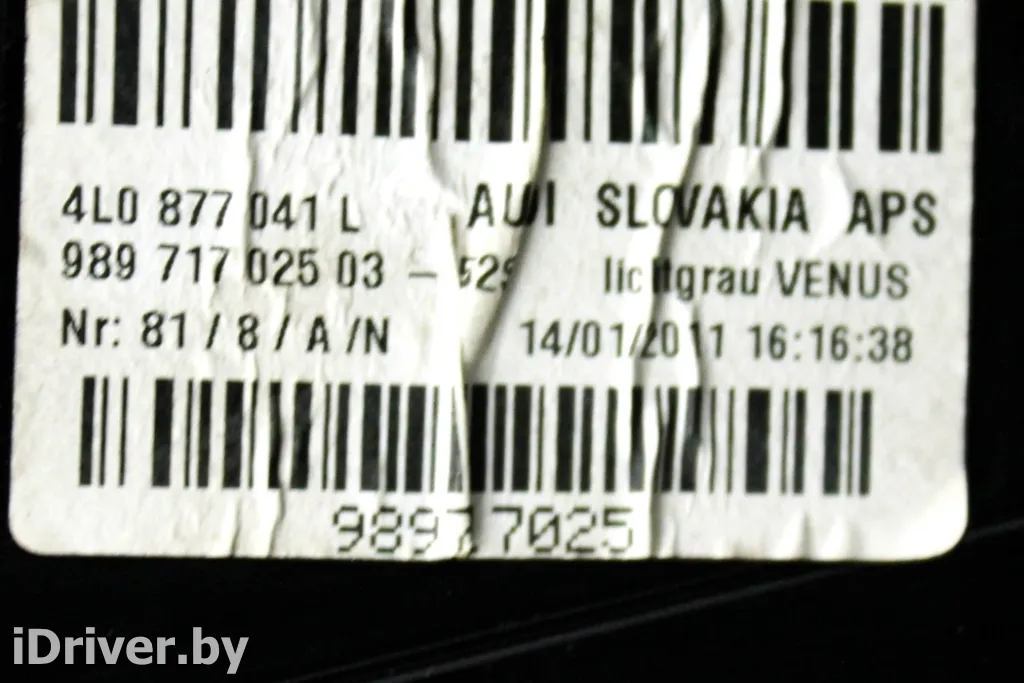 4L0 877 041 L SLOVAKIA APS
989 717 025 03 - VENUS
Nr: 81 / 8 / A /N 14/01/2011 16:16:38
iDriver.by